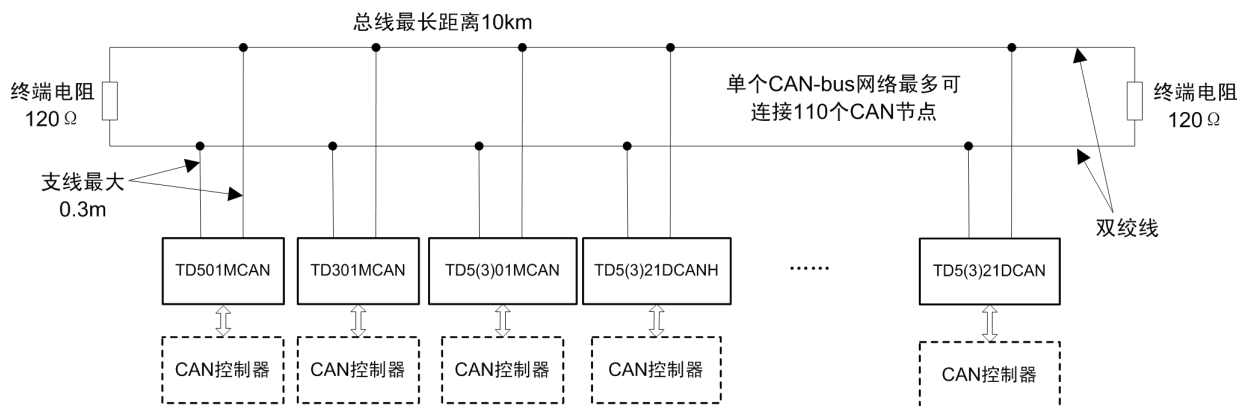 总线最长距离10km
单个CAN-bus网络最多可
连接110个CAN节点
终端电阻
120Ω
终端电阻
120Ω
支线最大
0.3m
双绞线
TD501MCAN
TD301MCAN
TD5(3)01MCAN
TD5(3)21DCANH
……
TD5(3)21DCAN
CAN控制器
CAN控制器
CAN控制器
CAN控制器
CAN控制器